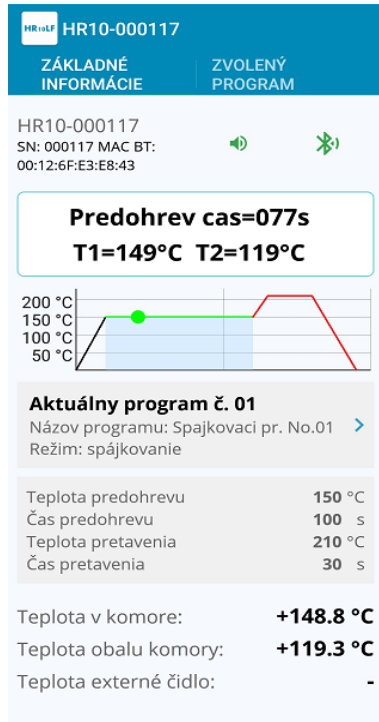 HR10LF HR10-000117
ZÁKLADNÉ INFORMÁCIE
ZVOLENÝ PROGRAM
HR10-000117
SN: 000117 MAC BT:
00:12:6F:E3:E8:43
Predohrev cas=077s
T1=149°C T2=119°C
200 °C
150 °C
100 °C
50 °C
Aktuálny program č. 01
Názov programu: Spajkovaci pr. No.01
Režim: spájkovanie
Teplota predohrevu 150 °C
Čas predohrevu 100 s
Teplota pretavenia 210 °C
Čas pretavenia 30 s
Teplota v komore: +148.8 °C
Teplota obalu komory: +119.3 °C
Teplota externé čidlo: -